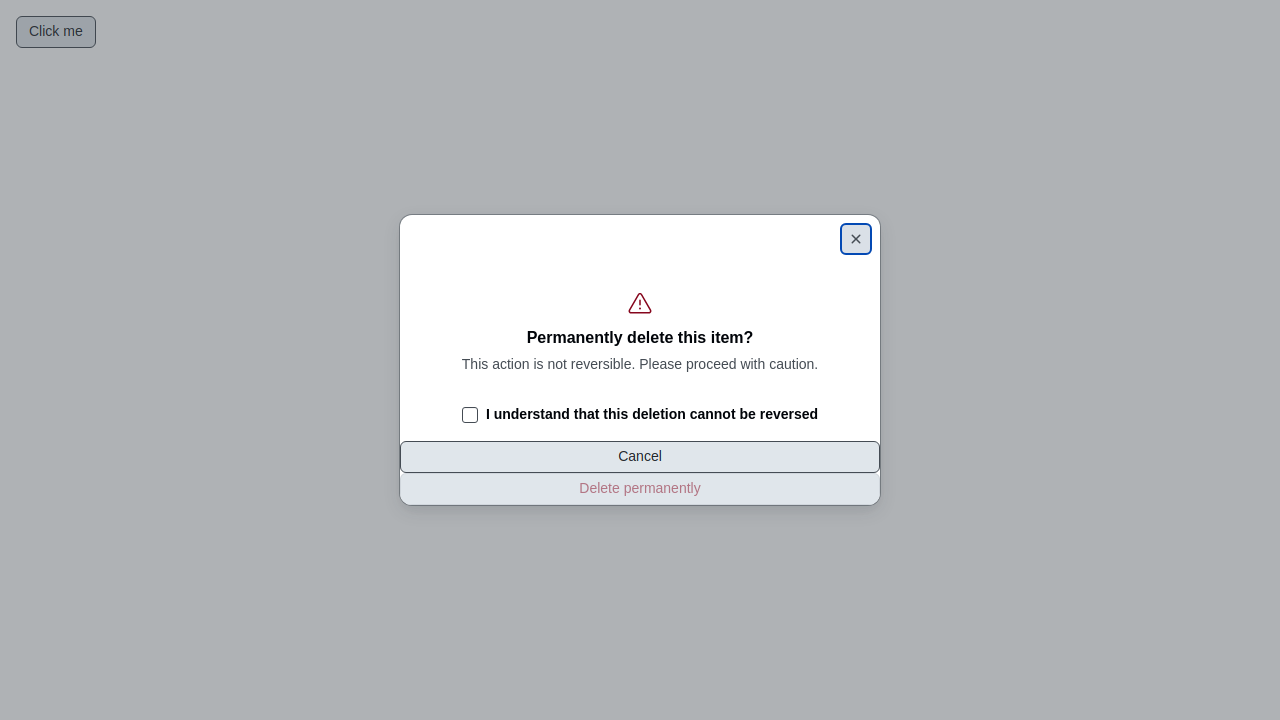 Click me
Permanently delete this item?
This action is not reversible. Please proceed with caution.
I understand that this deletion cannot be reversed
Cancel
Delete permanently